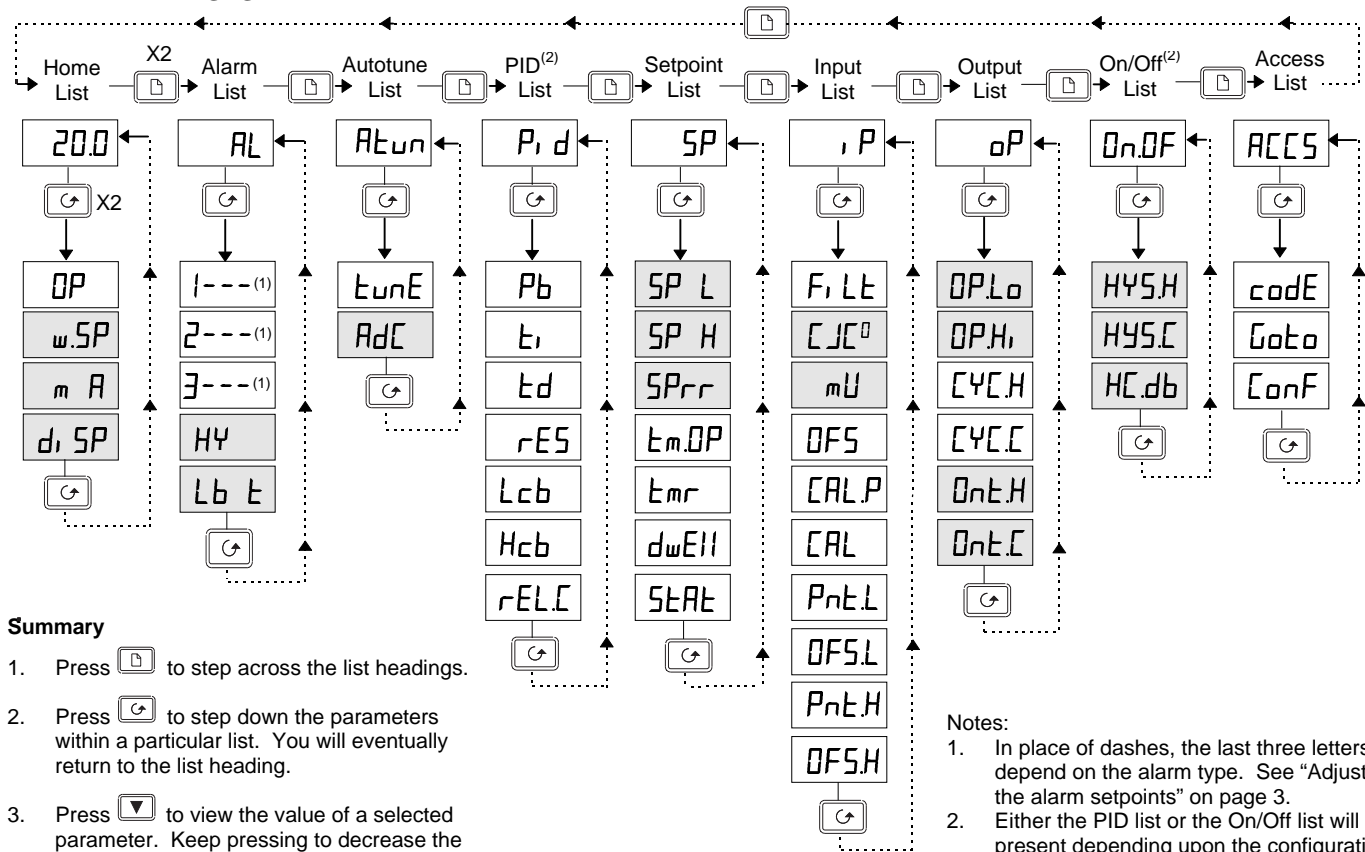 X2
Home List
Alarm List
Autotune List
PID(2) List
Setpoint List
Input List
Output List
On/Off(2) List
Access List
20.0
AL
Atun
Pi d
SP
iP
oP
On.OF
ACCS
X2
OP
w.SP
m A
di SP
1---(1)
2---(1)
3---(1)
HY
Lb t
tunE
AdC
Pb
ti
td
rES
Lcb
Hcb
rEL.C
SP L
SP H
SPrr
tm.OP
tmr
dwEll
StAt
Fi Lt
CJCº
mU
OFS
CAL.P
CAL
Pnt.L
OFS.L
Pnt.H
OFS.H
OP.Lo
OP.Hi
CYC.H
CYC.C
Ont.H
Ont.C
HYS.H
HYS.C
HC.db
codE
Goto
ConF
Summary
1. Press to step across the list headings.
2. Press to step down the parameters
within a particular list. You will eventually
return to the list heading.
3. Press to view the value of a selected
parameter. Keep pressing to decrease the
Notes:
1. In place of dashes, the last three letters
depend on the alarm type. See “Adjust
the alarm setpoints” on page 3.
2. Either the PID list or the On/Off list will
present depending upon the configurati